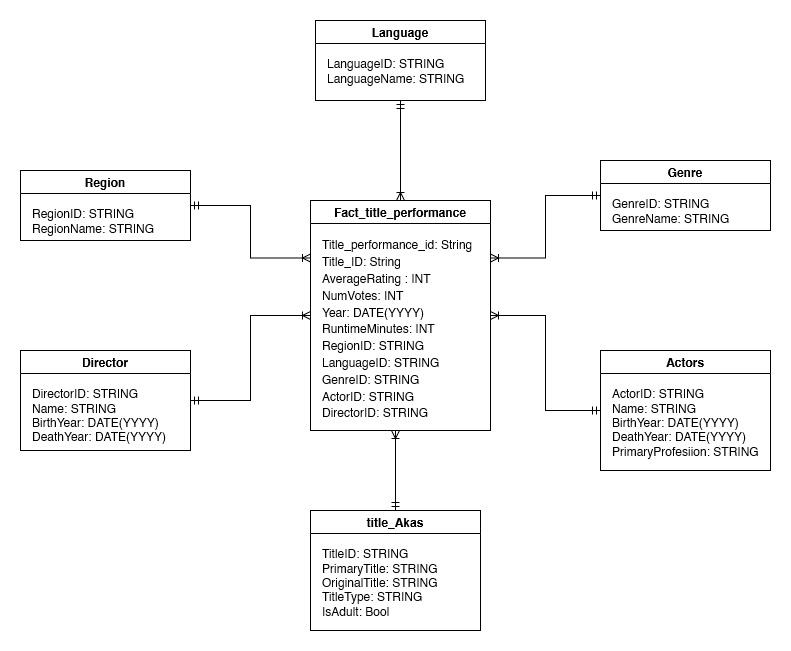 Language
LanguageID: STRING
LanguageName: STRING
Region
RegionID: STRING
RegionName: STRING
Genre
GenreID: STRING
GenreName: STRING
Fact_title_performance
Title_performance_id: String
Title_ID: String
AverageRating : INT
NumVotes: INT
Year: DATE(YYYY)
RuntimeMinutes: INT
RegionID: STRING
LanguageID: STRING
GenreID: STRING
ActorID: STRING
DirectorID: STRING
Director
DirectorID: STRING
Name: STRING
BirthYear: DATE(YYYY)
DeathYear: DATE(YYYY)
Actors
ActorID: STRING
Name: STRING
BirthYear: DATE(YYYY)
DeathYear: DATE(YYYY)
PrimaryProfesiion: STRING
title_Akas
TitleID: STRING
PrimaryTitle: STRING
OriginalTitle: STRING
TitleType: STRING
IsAdult: Bool